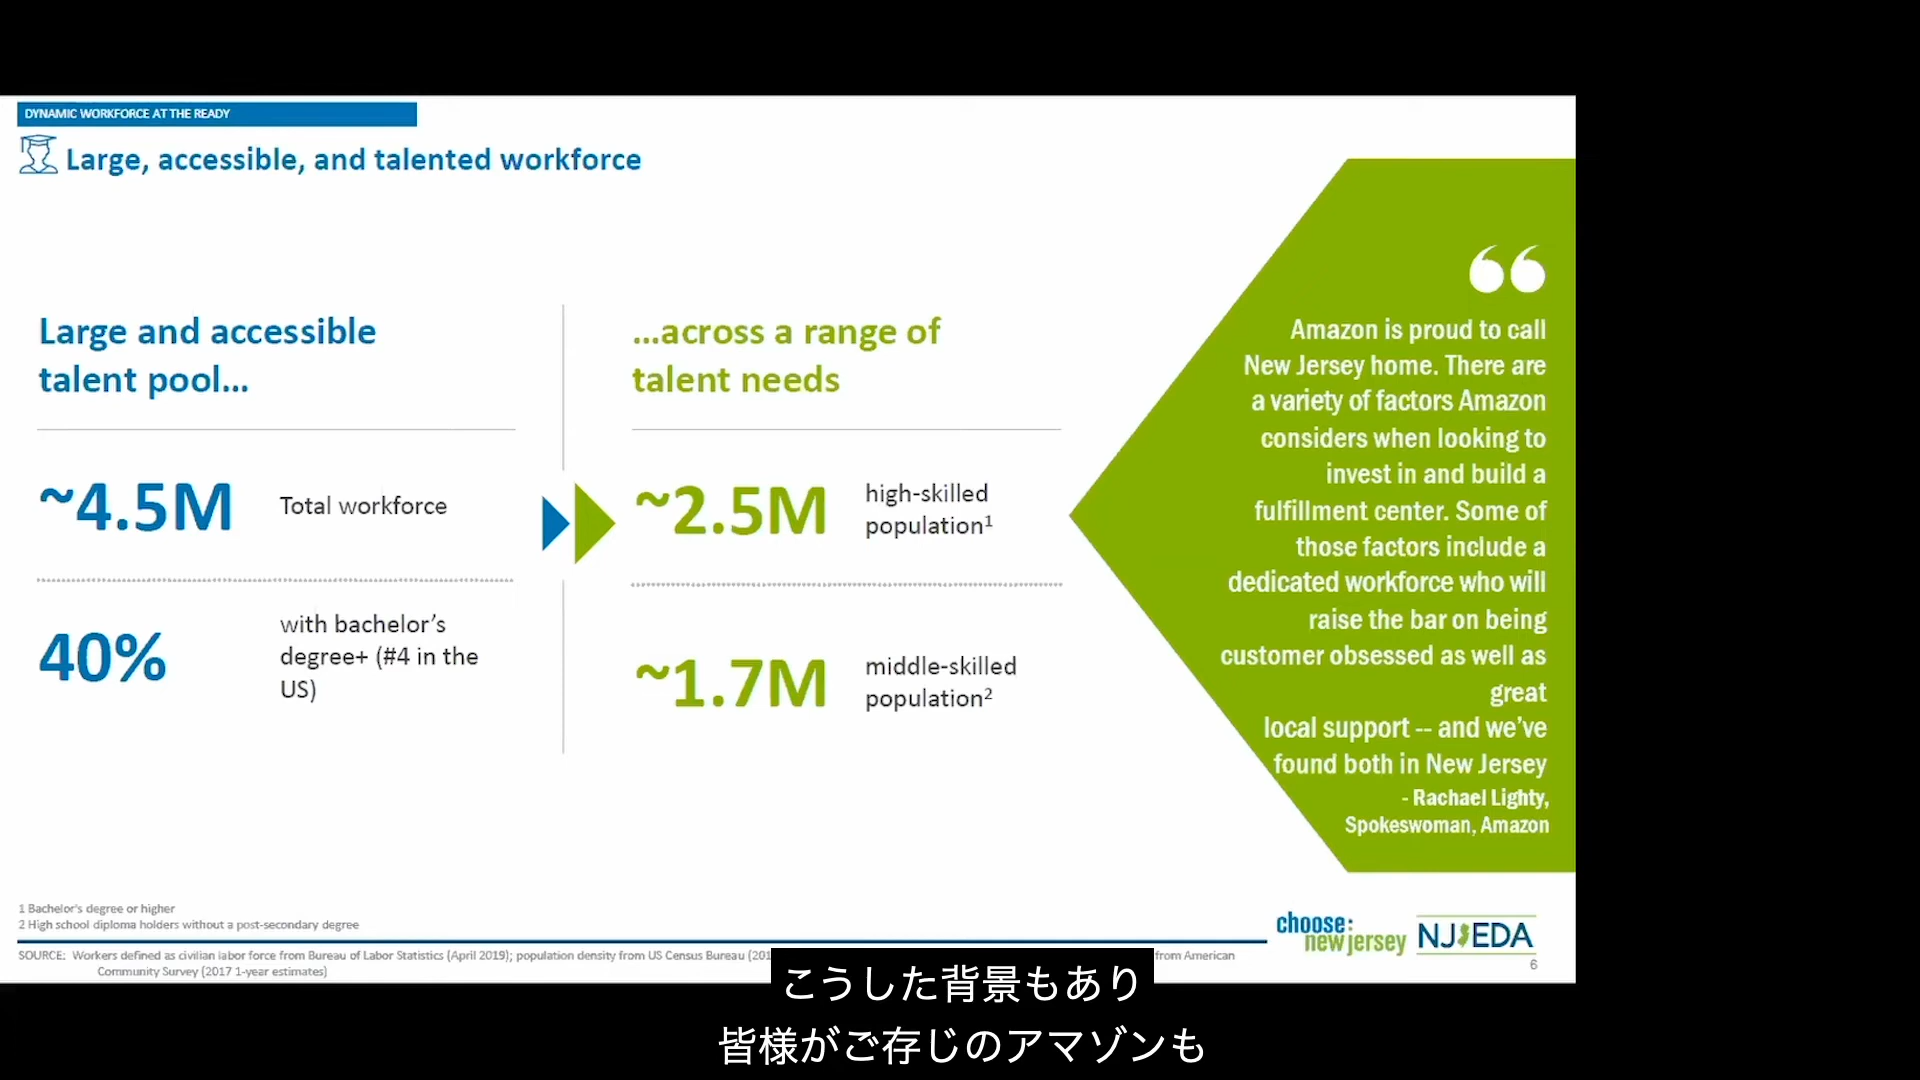 DYNAMIC WORKFORCE AT THE READY
Large, accessible, and talented workforce
Large and accessible
talent pool...
~4.5M
Total workforce
40%
with bachelor's
degree+ (#4 in the
US)
...across a range of
talent needs
~2.5M
high-skilled
population¹
~1.7M
middle-skilled
population²
Amazon is proud to call
New Jersey home. There are
a variety of factors Amazon
considers when looking to
invest in and build a
fulfillment center. Some of
those factors include a
dedicated workforce who will
raise the bar on being
customer obsessed as well as
great
local support -- and we've
found both in New Jersey
- Rachael Lighty,
Spokeswoman, Amazon
1 Bachelor's degree or higher
2 High school diploma holders without a post-secondary degree
SOURCE: Workers defined as civilian labor force from Bureau of Labor Statistics (April 2019); population density from US Census Bureau (201 from American
Community Survey (2017 1-year estimates)
choose:
new jersey
NJEDA
6
こうした背景もあり
皆様がご存じのアマゾンも